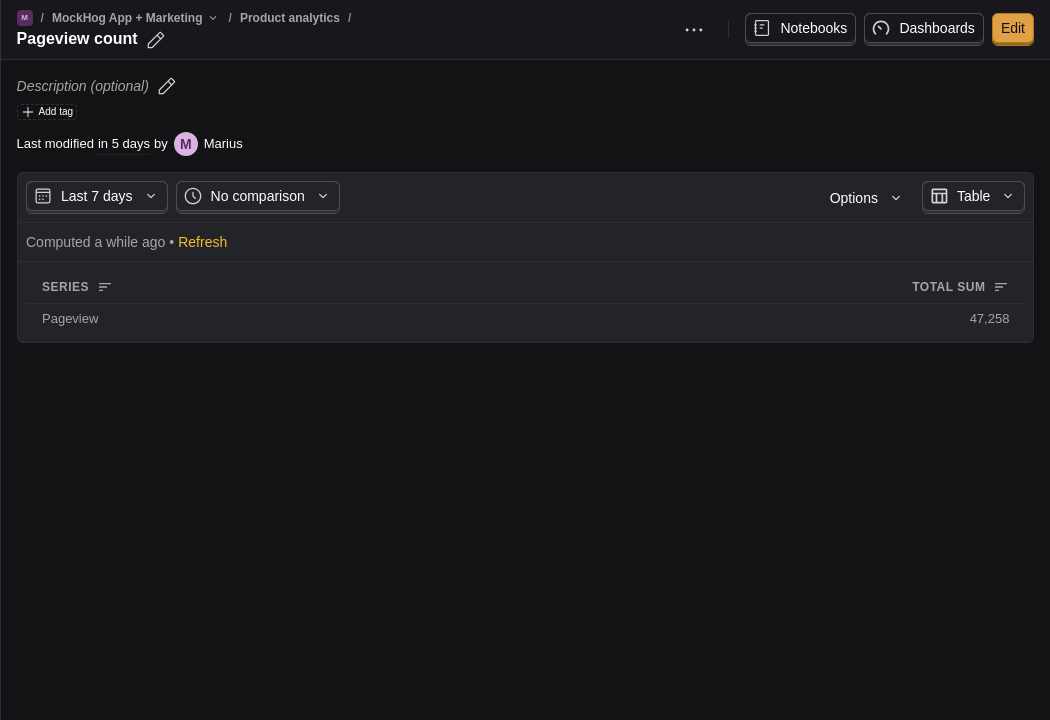 M / MockHog App + Marketing / Product analytics /
Pageview count
Notebooks Dashboards Edit
Description (optional)
Add tag
Last modified in 5 days by M Marius
Last 7 days No comparison Options Table
Computed a while ago • Refresh
SERIES TOTAL SUM
Pageview 47,258